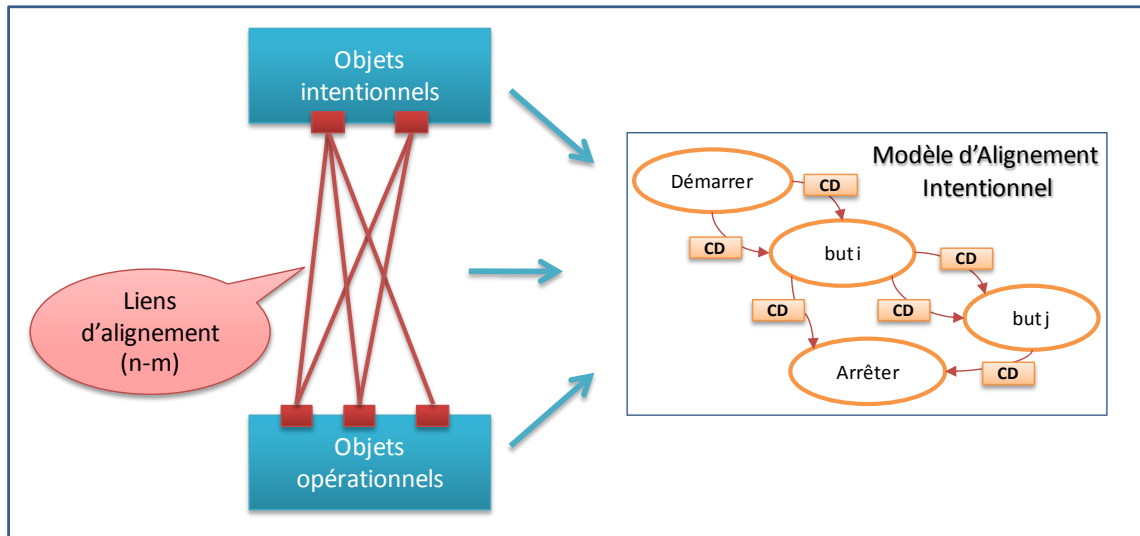 Objets
intentionnels
Liens
d'alignement
(n-m)
Objets
opérationnels
Modèle d'Alignement
Intentionnel
Démarrer
CD
CD
but i
CD
CD
CD
but j
Arrêter
CD